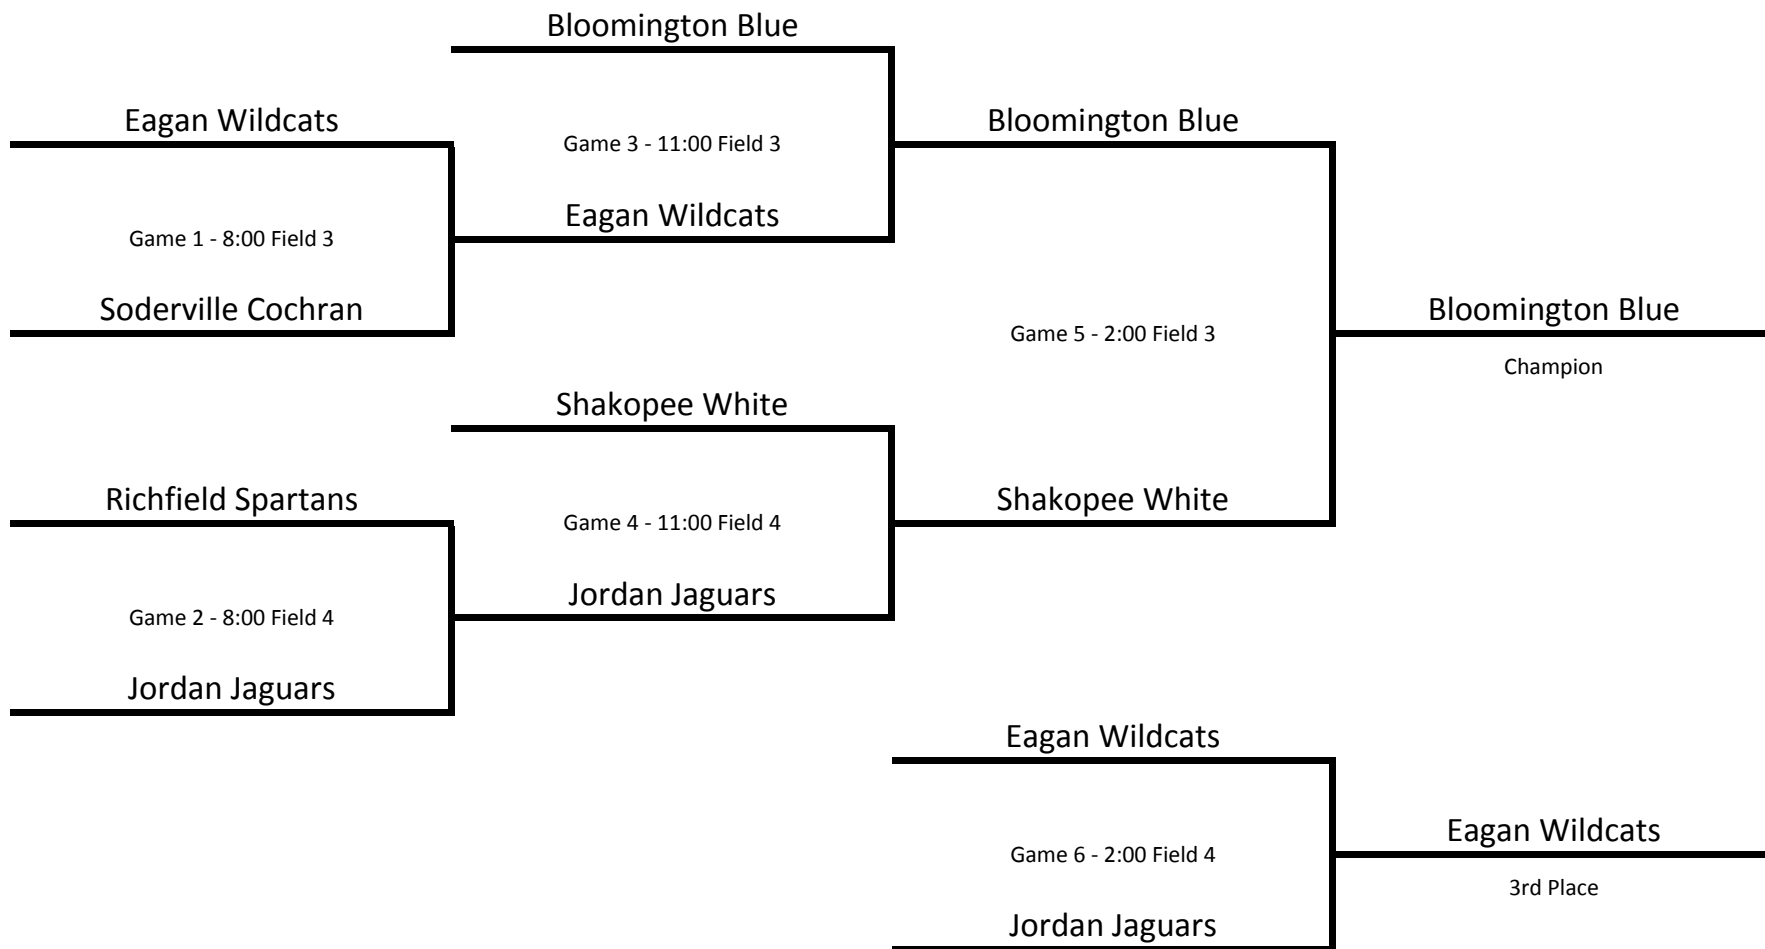 Bloomington Blue
Eagan Wildcats
Bloomington Blue
Game 3 - 11:00 Field 3
Eagan Wildcats
Game 1 - 8:00 Field 3
Soderville Cochran
Bloomington Blue
Game 5 - 2:00 Field 3
Champion
Shakopee White
Richfield Spartans
Shakopee White
Game 4 - 11:00 Field 4
Jordan Jaguars
Game 2 - 8:00 Field 4
Jordan Jaguars
Eagan Wildcats
Eagan Wildcats
Game 6 - 2:00 Field 4
3rd Place
Jordan Jaguars